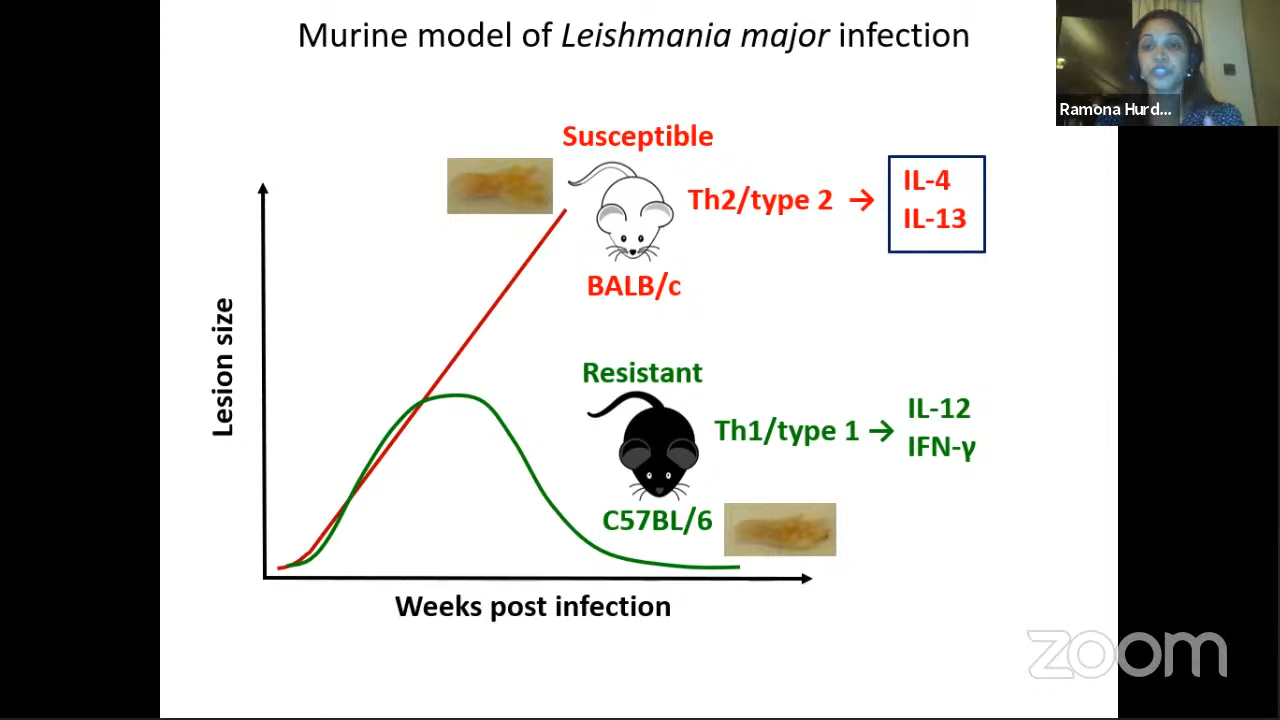 Murine model of Leishmania major infection
Ramona Hurd...
Susceptible
Th2/type 2 →
IL-4
IL-13
BALB/c
Lesion size
Resistant
Th1/type 1 →
IL-12
IFN-γ
C57BL/6
Weeks post infection
zoom